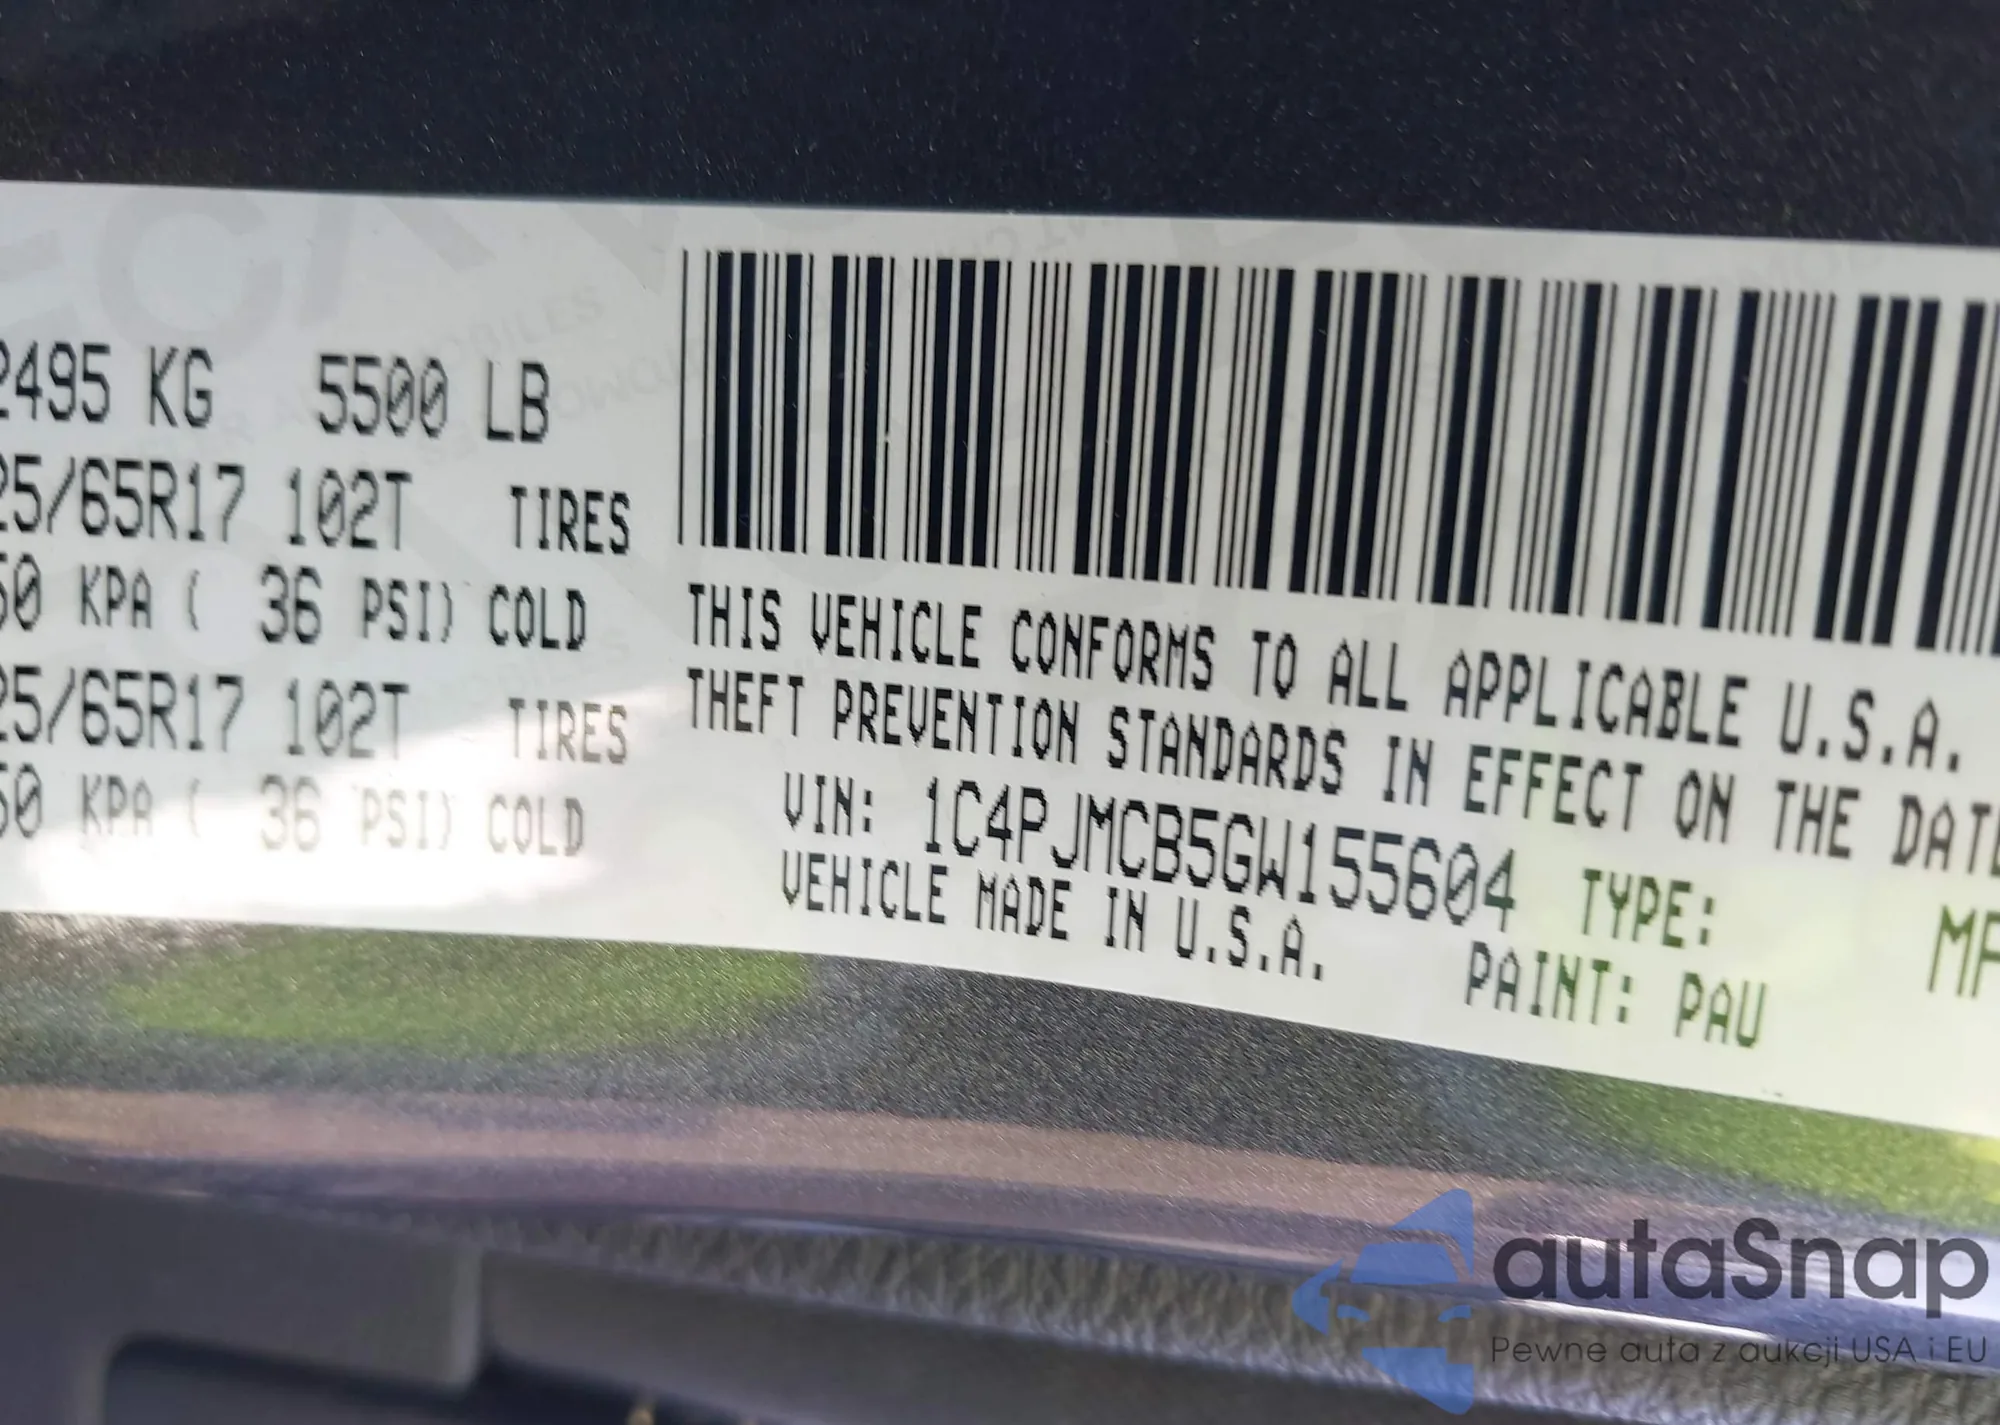 2495 KG 5500 LB
25/65R17 102T TIRES
50 KPA ( 36 PSI) COLD
25/65R17 102T TIRES
50 KPA ( 36 PSI) COLD
THIS VEHICLE CONFORMS TO ALL APPLICABLE U.S.A.
THEFT PREVENTION STANDARDS IN EFFECT ON THE DATE
VIN: 1C4PJMCB5GW155604 TYPE: MP
VEHICLE MADE IN U.S.A. PAINT: PAU
autaSnap
Pewne auta z aukcji USA i EU